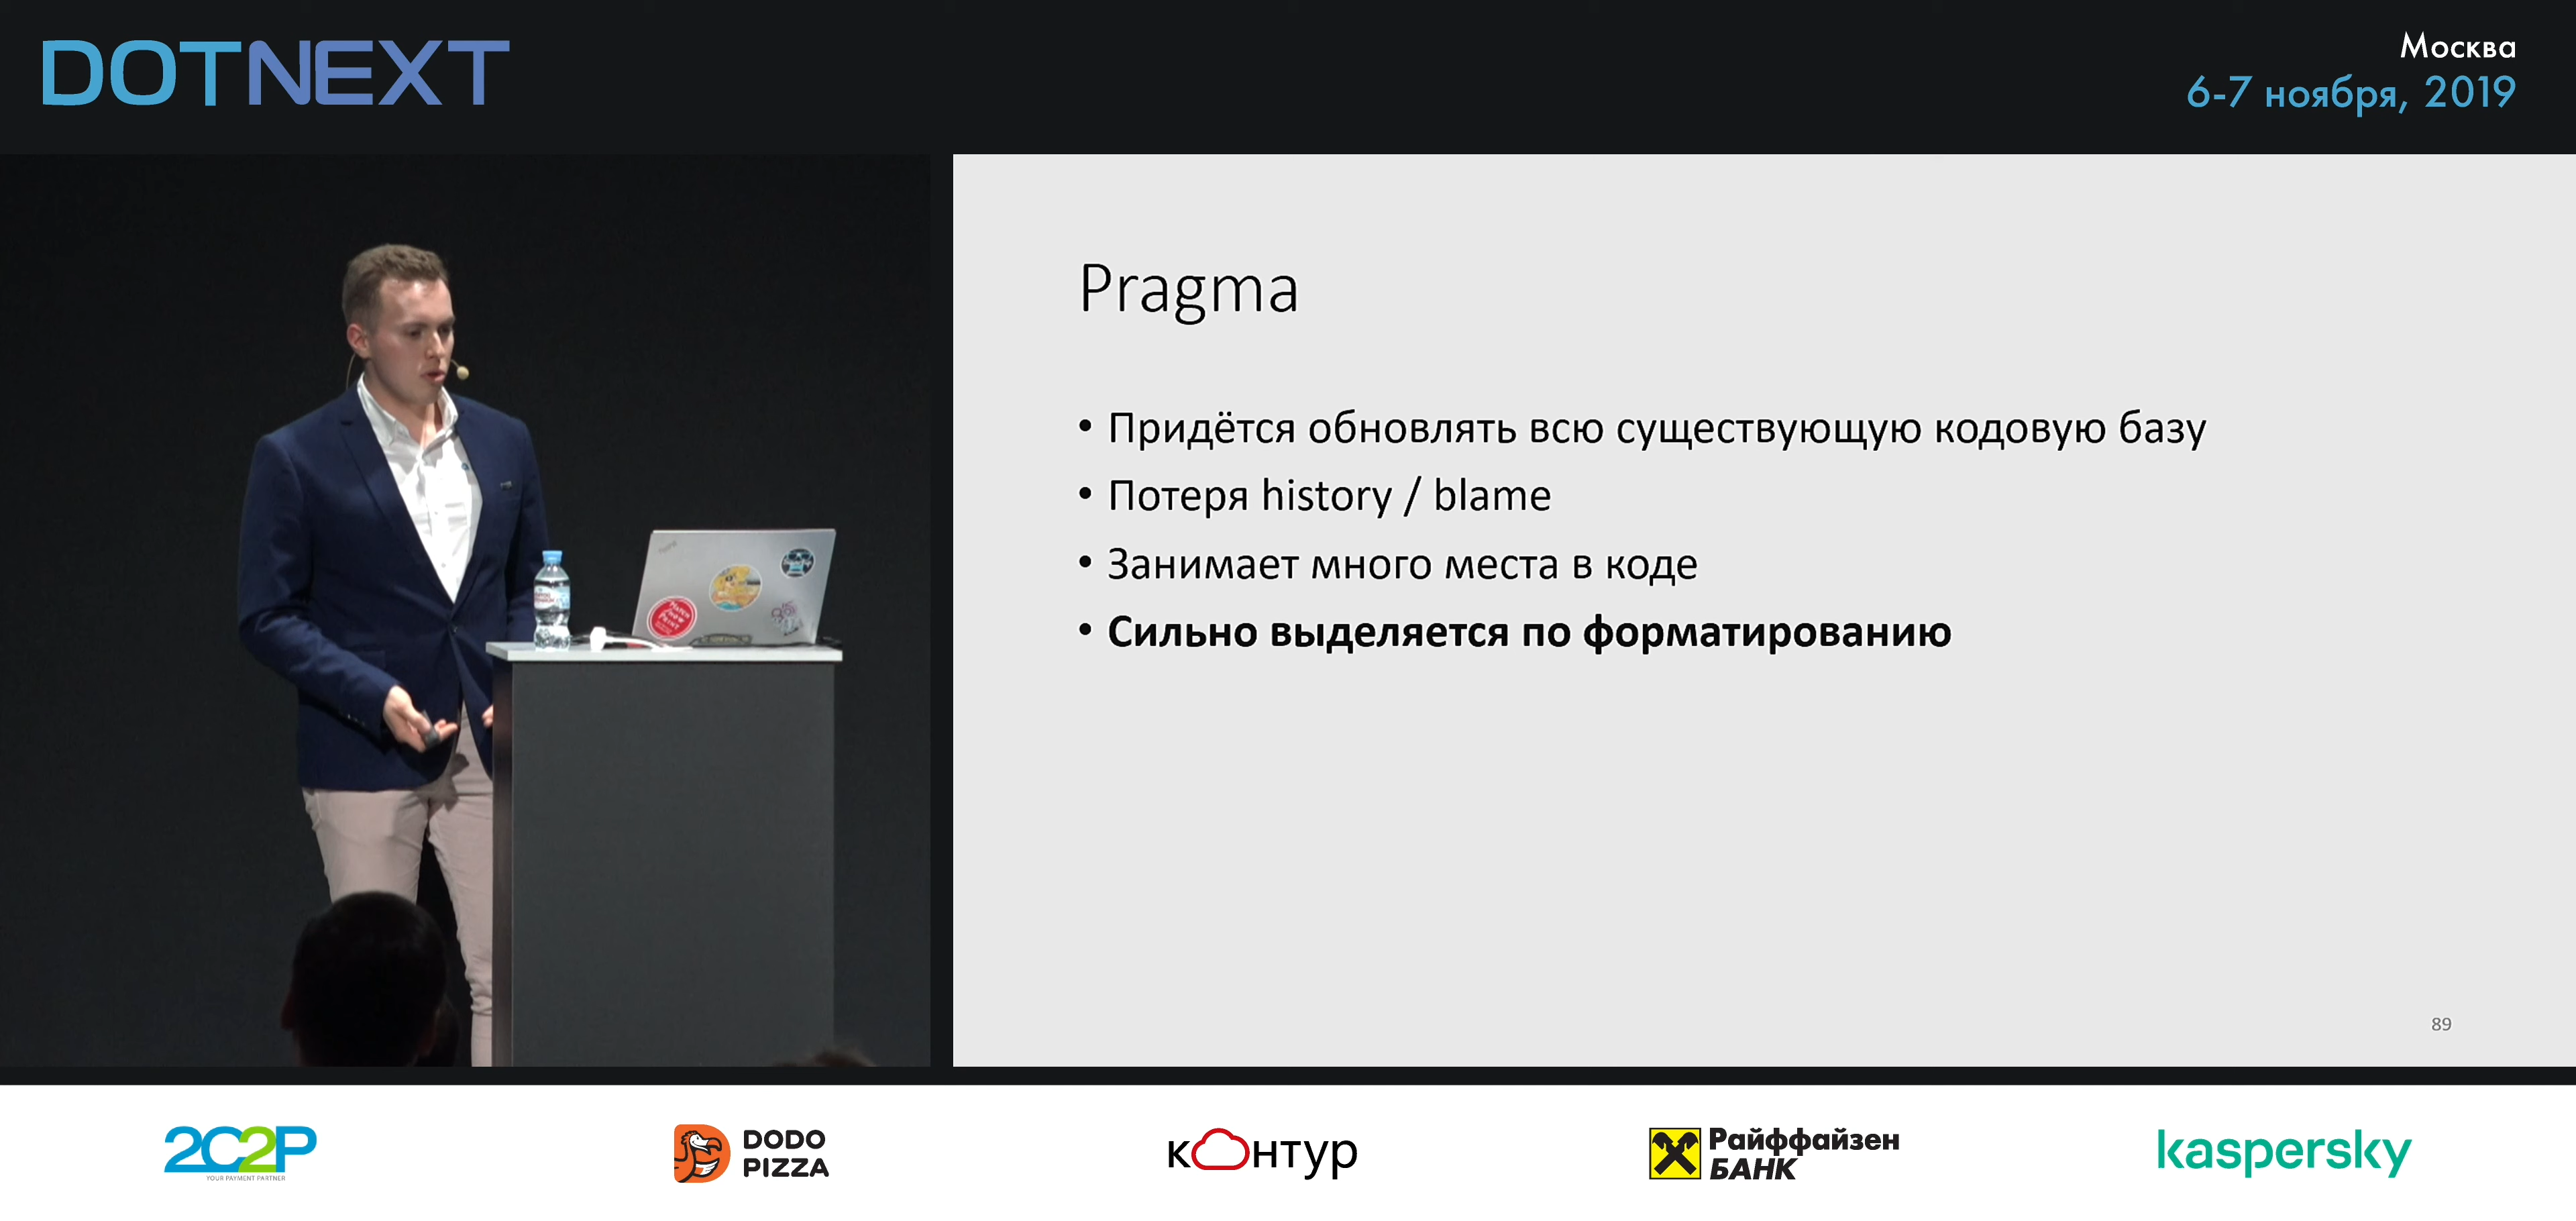 DOTNEXT
Москва
6-7 ноября, 2019
Pragma
• Придётся обновлять всю существующую кодовую базу
• Потеря history / blame
• Занимает много места в коде
• Сильно выделяется по форматированию
89
2C2P
YOUR PAYMENT PARTNER
DODO
PIZZA
контур
Райффайзен
БАНК
kaspersky